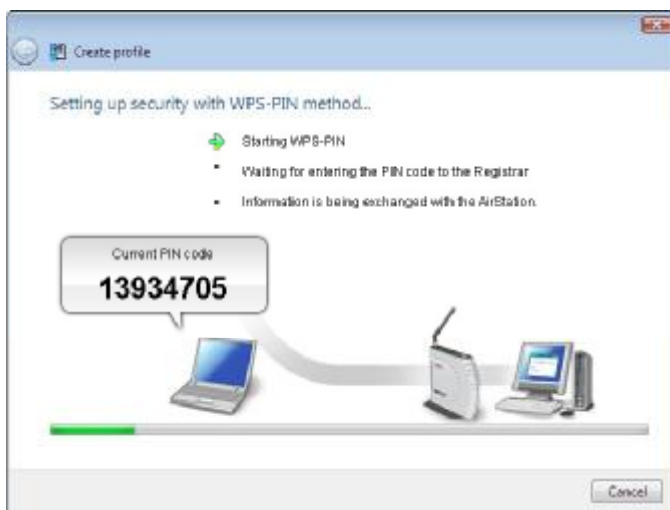 Create profile
Setting up security with WPS-PIN method...
Starting WPS-PIN
Waiting for entering the PIN code to the Registrar
Information is being exchanged with the AirStation.
Current PIN code
13934705
Cancel